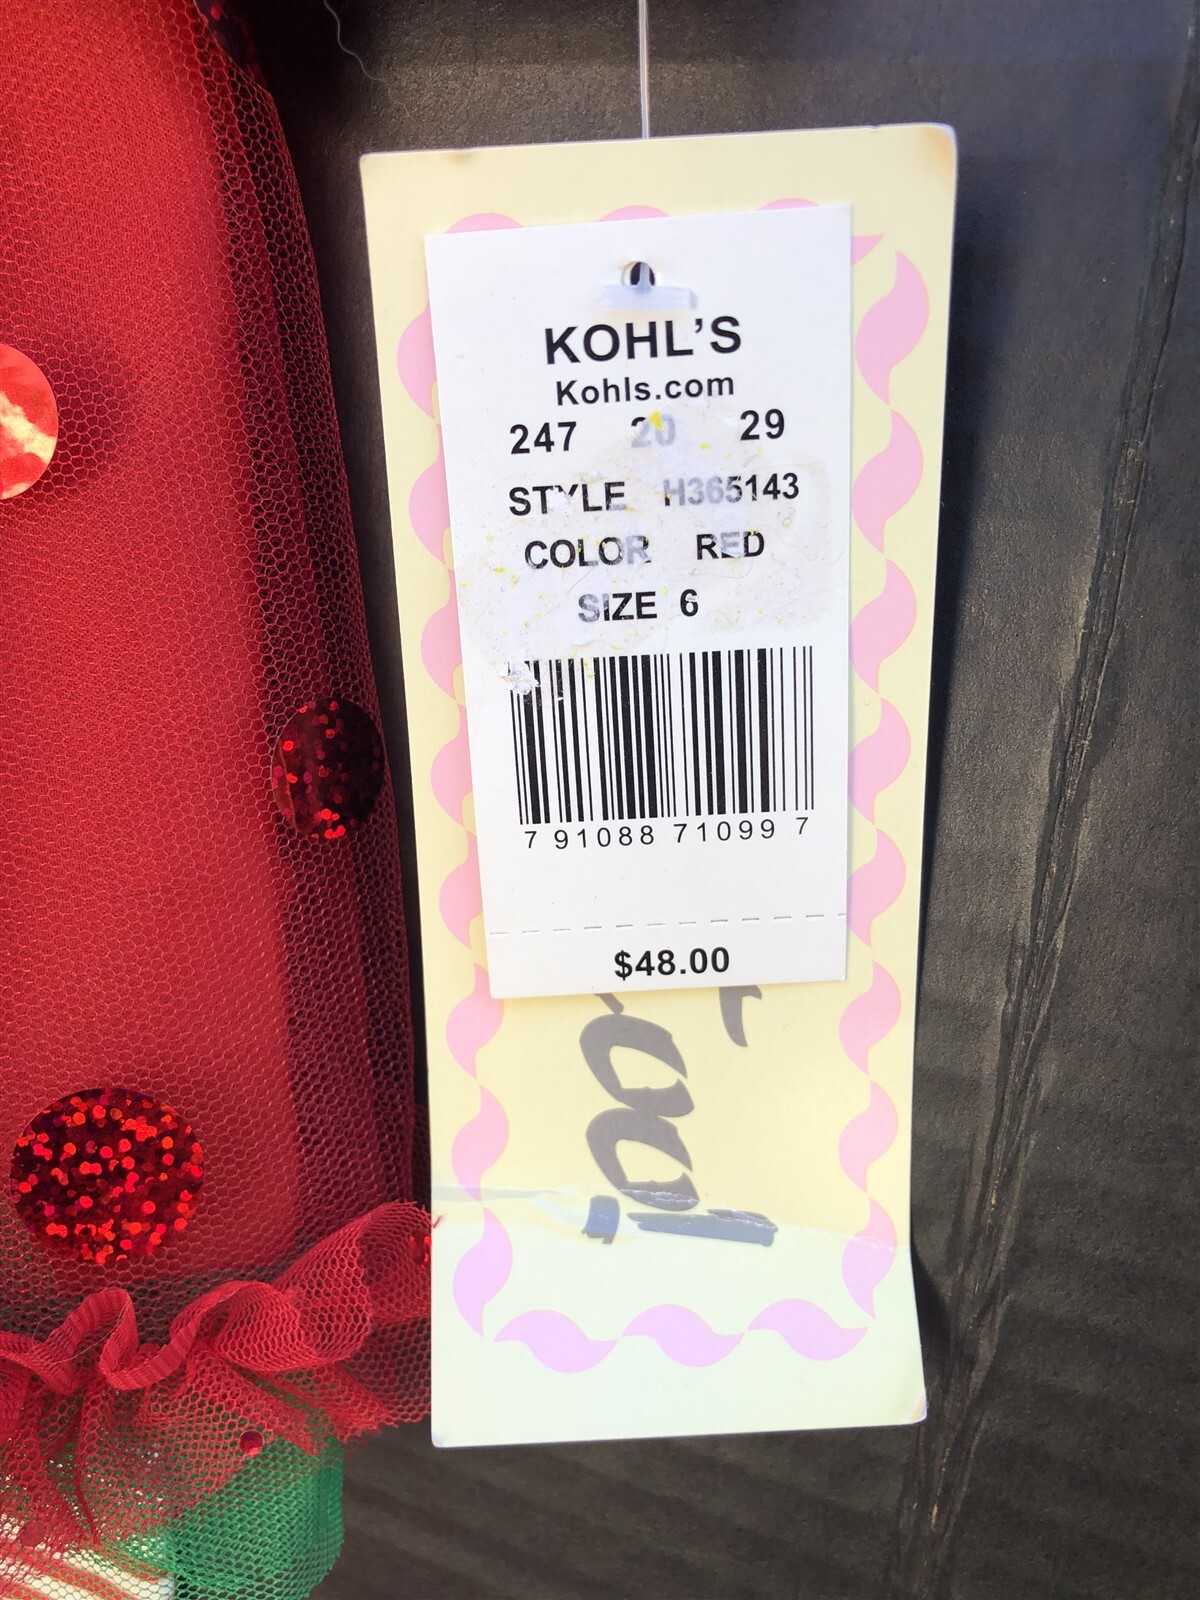 KOHL'S
Kohls.com
247 20 29
STYLE H365143
COLOR RED
SIZE 6
7 91088 71099 7
$48.00